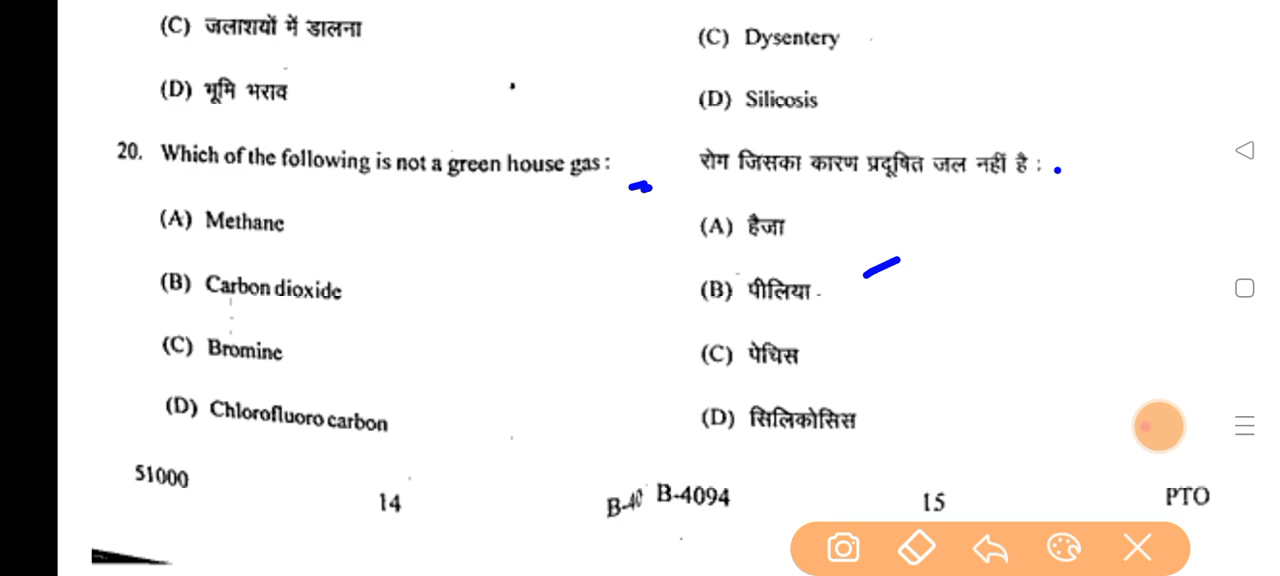 (C) जलाशयों में डालना
(D) भूमि भराव
20. Which of the following is not a green house gas :
(A) Methane
(B) Carbon dioxide
(C) Bromine
(D) Chlorofluoro carbon
51000
14
(C) Dysentery
(D) Silicosis
रोग जिसका कारण प्रदूषित जल नहीं है :
(A) हैजा
(B) पीलिया
(C) पेचिस
(D) सिलिकोसिस
B-40 B-4094
15
PTO